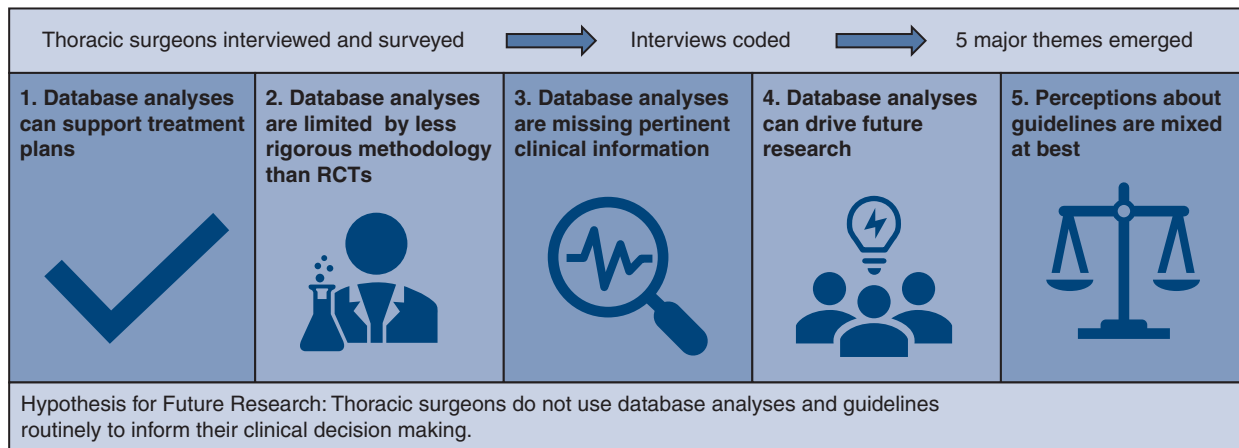 Thoracic surgeons interviewed and surveyed
Interviews coded
5 major themes emerged
1. Database analyses
can support treatment
plans
2. Database analyses
are limited by less
rigorous methodology
than RCTs
3. Database analyses
are missing pertinent
clinical information
4. Database analyses
can drive future
research
5. Perceptions about
guidelines are mixed
at best
Hypothesis for Future Research: Thoracic surgeons do not use database analyses and guidelines
routinely to inform their clinical decision making.